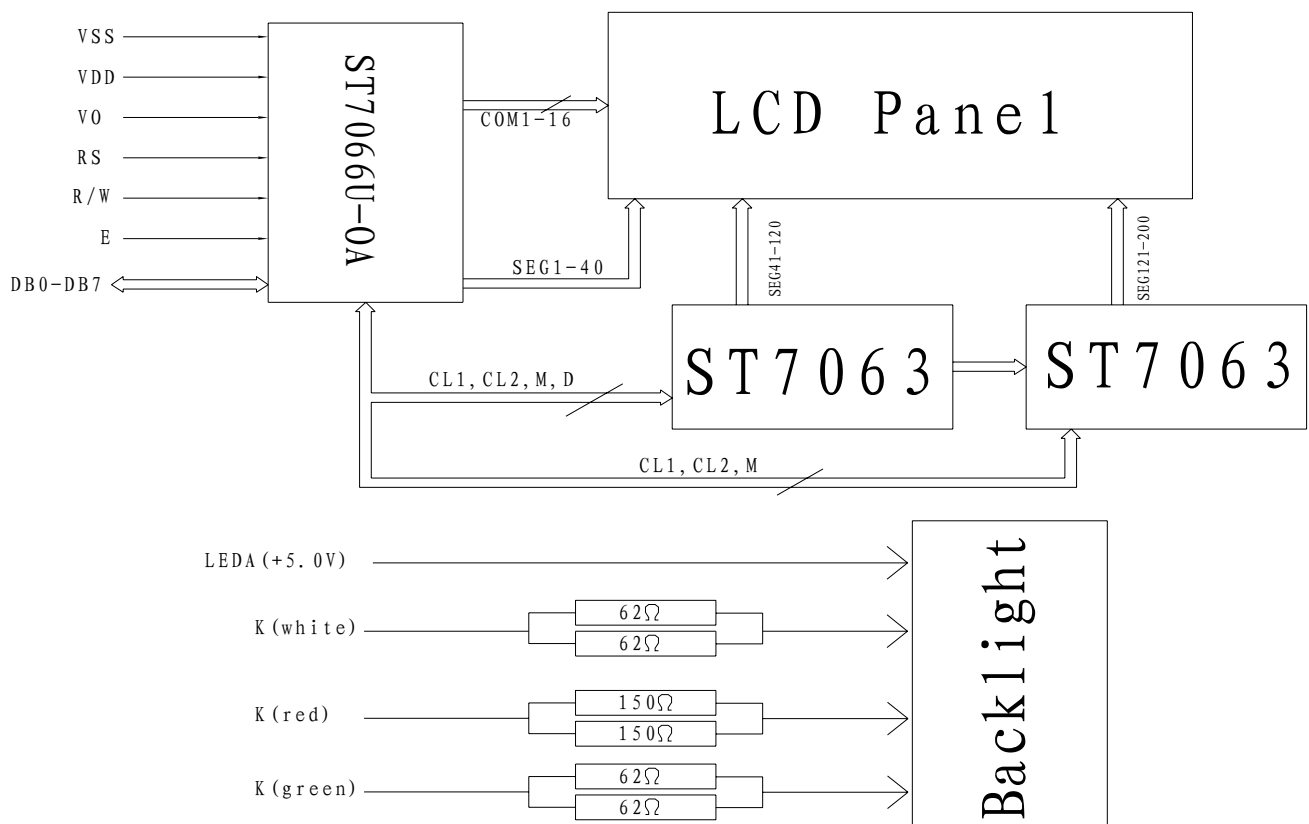 VSS
VDD
VO
RS
R/W
E
DB0-DB7
ST7066U-0A
COM1-16
SEG1-40
LCD Panel
SEG41-120
SEG121-200
ST7063
ST7063
CL1,CL2,M,D
CL1,CL2,M
LEDA(+5.0V)
K(white)
62Ω
62Ω
K(red)
150Ω
150Ω
K(green)
62Ω
62Ω
Backlight